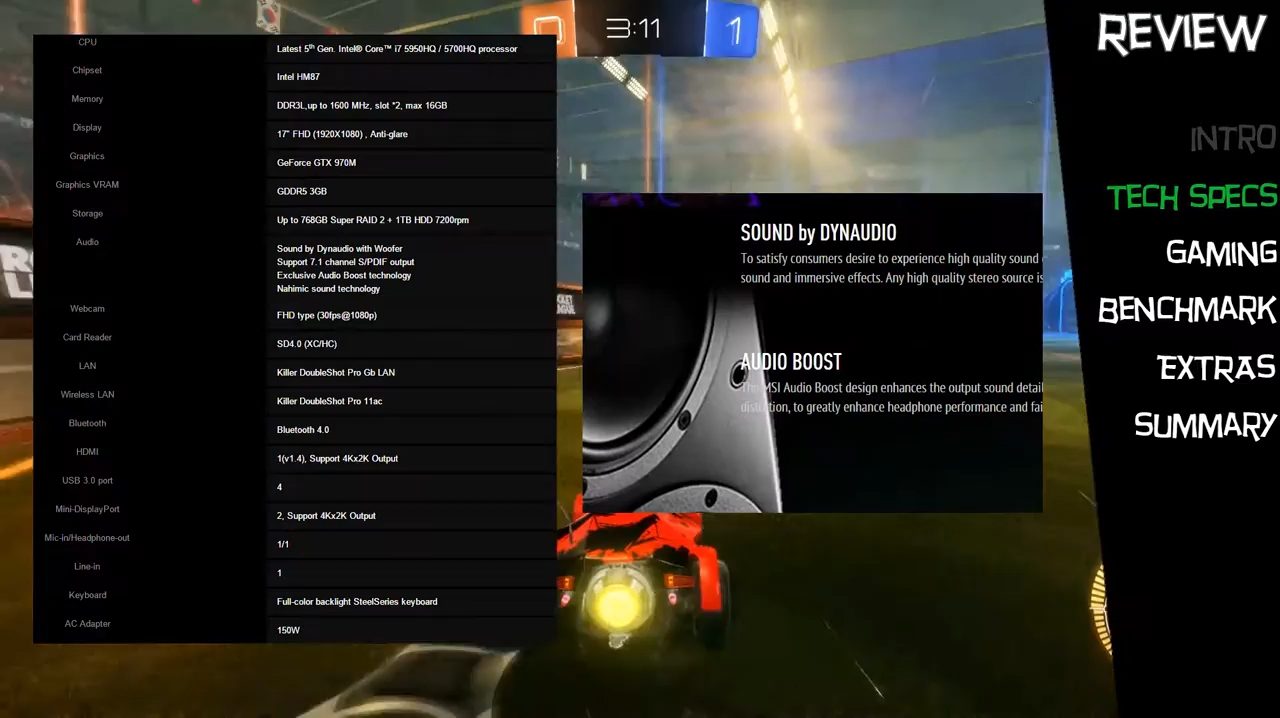 0 3:11 1
REVIEW
INTRO
TECH SPECS
GAMING
BENCHMARK
EXTRAS
SUMMARY
CPU Latest 5th Gen. Intel® Core™ i7 5950HQ / 5700HQ processor
Chipset Intel HM87
Memory DDR3L,up to 1600 MHz, slot *2, max 16GB
Display 17" FHD (1920X1080) , Anti-glare
Graphics GeForce GTX 970M
Graphics VRAM GDDR5 3GB
Storage Up to 768GB Super RAID 2 + 1TB HDD 7200rpm
Audio Sound by Dynaudio with Woofer
Support 7.1 channel S/PDIF output
Exclusive Audio Boost technology
Nahimic sound technology
Webcam FHD type (30fps@1080p)
Card Reader SD4.0 (XC/HC)
LAN Killer DoubleShot Pro Gb LAN
Wireless LAN Killer DoubleShot Pro 11ac
Bluetooth Bluetooth 4.0
HDMI 1(v1.4), Support 4Kx2K Output
USB 3.0 port 4
Mini-DisplayPort 2, Support 4Kx2K Output
Mic-in/Headphone-out 1/1
Line-in 1
Keyboard Full-color backlight SteelSeries keyboard
AC Adapter 150W
SOUND by DYNAUDIO
To satisfy consumers desire to experience high quality sound
sound and immersive effects. Any high quality stereo source is
AUDIO BOOST
The MSI Audio Boost design enhances the output sound detail
distortion, to greatly enhance headphone performance and fai